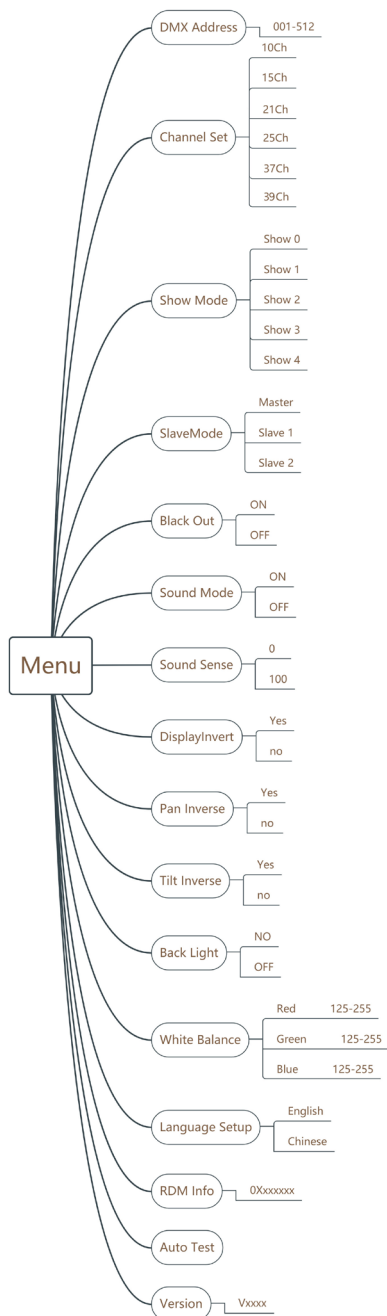 DMX Address
001-512
Channel Set
10Ch
15Ch
21Ch
25Ch
37Ch
39Ch
Show Mode
Show 0
Show 1
Show 2
Show 3
Show 4
SlaveMode
Master
Slave 1
Slave 2
Black Out
ON
OFF
Sound Mode
ON
OFF
Menu
Sound Sense
0
100
DisplayInvert
Yes
no
Pan Inverse
Yes
no
Tilt Inverse
Yes
no
Back Light
NO
OFF
White Balance
Red 125-255
Green 125-255
Blue 125-255
Language Setup
English
Chinese
RDM Info
0Xxxxxxx
Auto Test
Version
Vxxxx